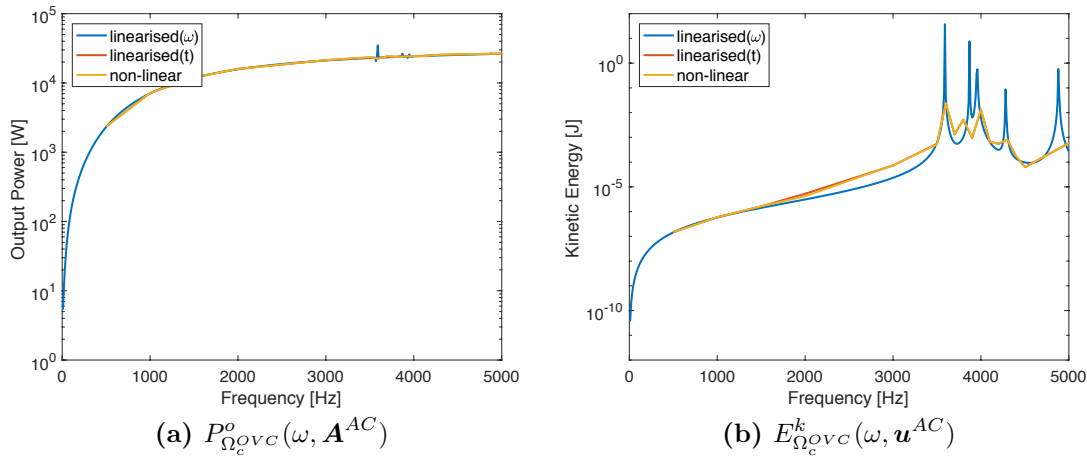 linearised(ω)
linearised(t)
non-linear
Output Power [W]
10^5
10^4
10^3
10^2
10^1
10^0
0 1000 2000 3000 4000 5000
Frequency [Hz]
(a) P^o_{Ω_c^{OVC}}(ω, A^{AC})
linearised(ω)
linearised(t)
non-linear
Kinetic Energy [J]
10^0
10^-5
10^-10
0 1000 2000 3000 4000 5000
Frequency [Hz]
(b) E^k_{Ω_c^{OVC}}(ω, u^{AC})